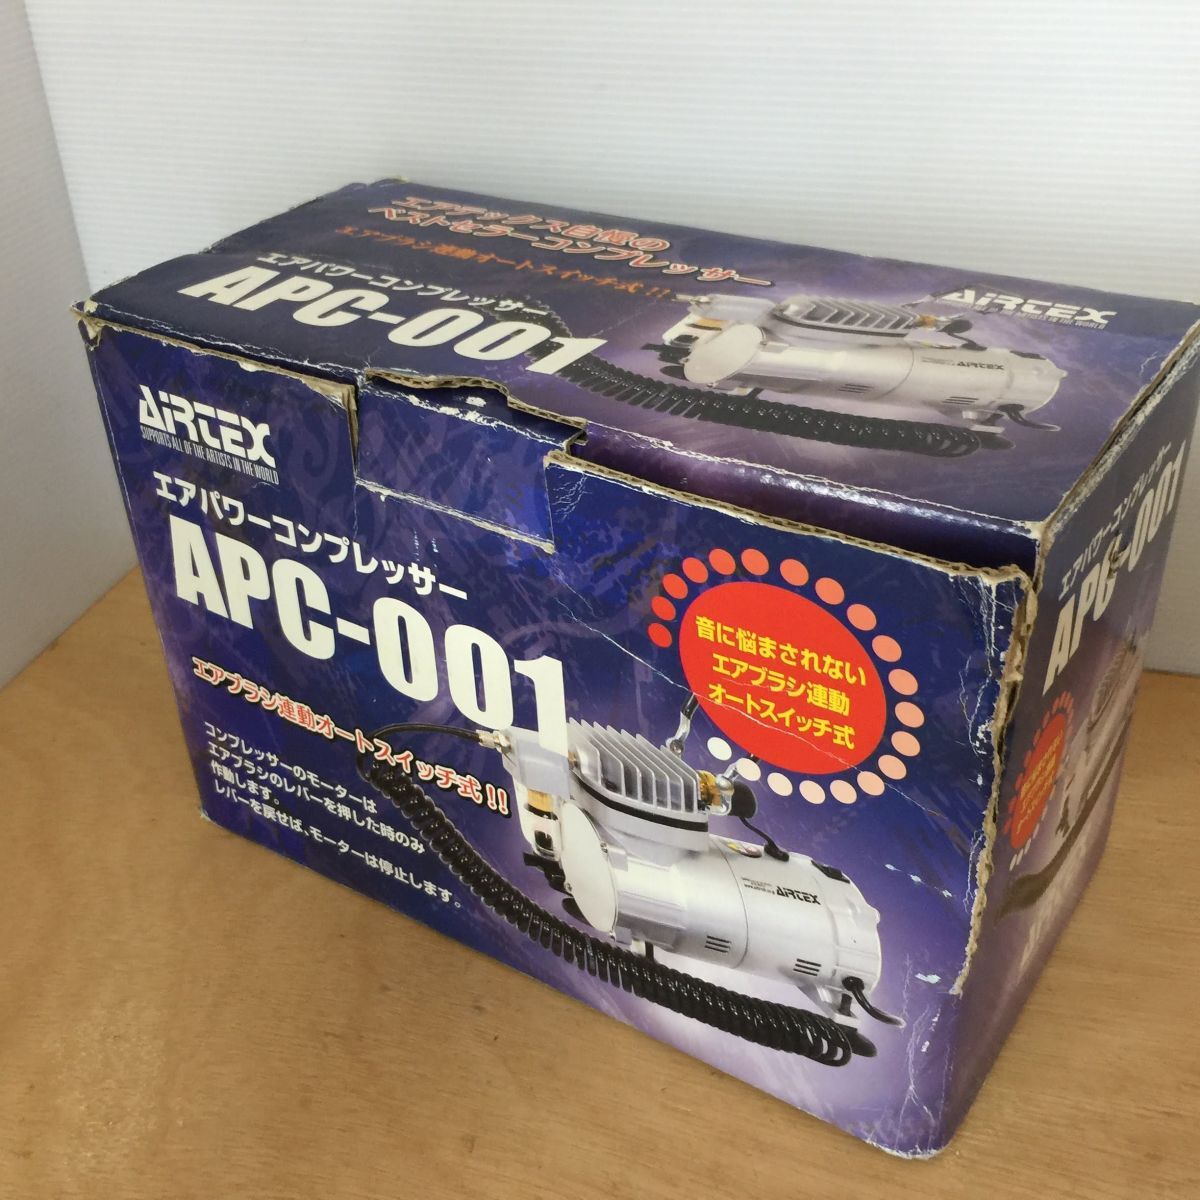 エアテックス自慢の
ベストセラーコンプレッサー
エアブラシ連動オートスイッチ式!!
エアパワーコンプレッサー
APC-001
AIRTEX
AIRTEX
AIRTEX
SUPPORTS ALL OF THE ARTISTS IN THE WORLD
エアパワーコンプレッサー
APC-001
エアブラシ連動オートスイッチ式!!
コンプレッサーのモーターは
エアブラシのレバーを押した時のみ
作動します。
レバーを戻せば、モーターは停止します。
音に悩まされない
エアブラシ連動
オートスイッチ式
AIRTEX
エアパワーコンプレッサー
APC-001